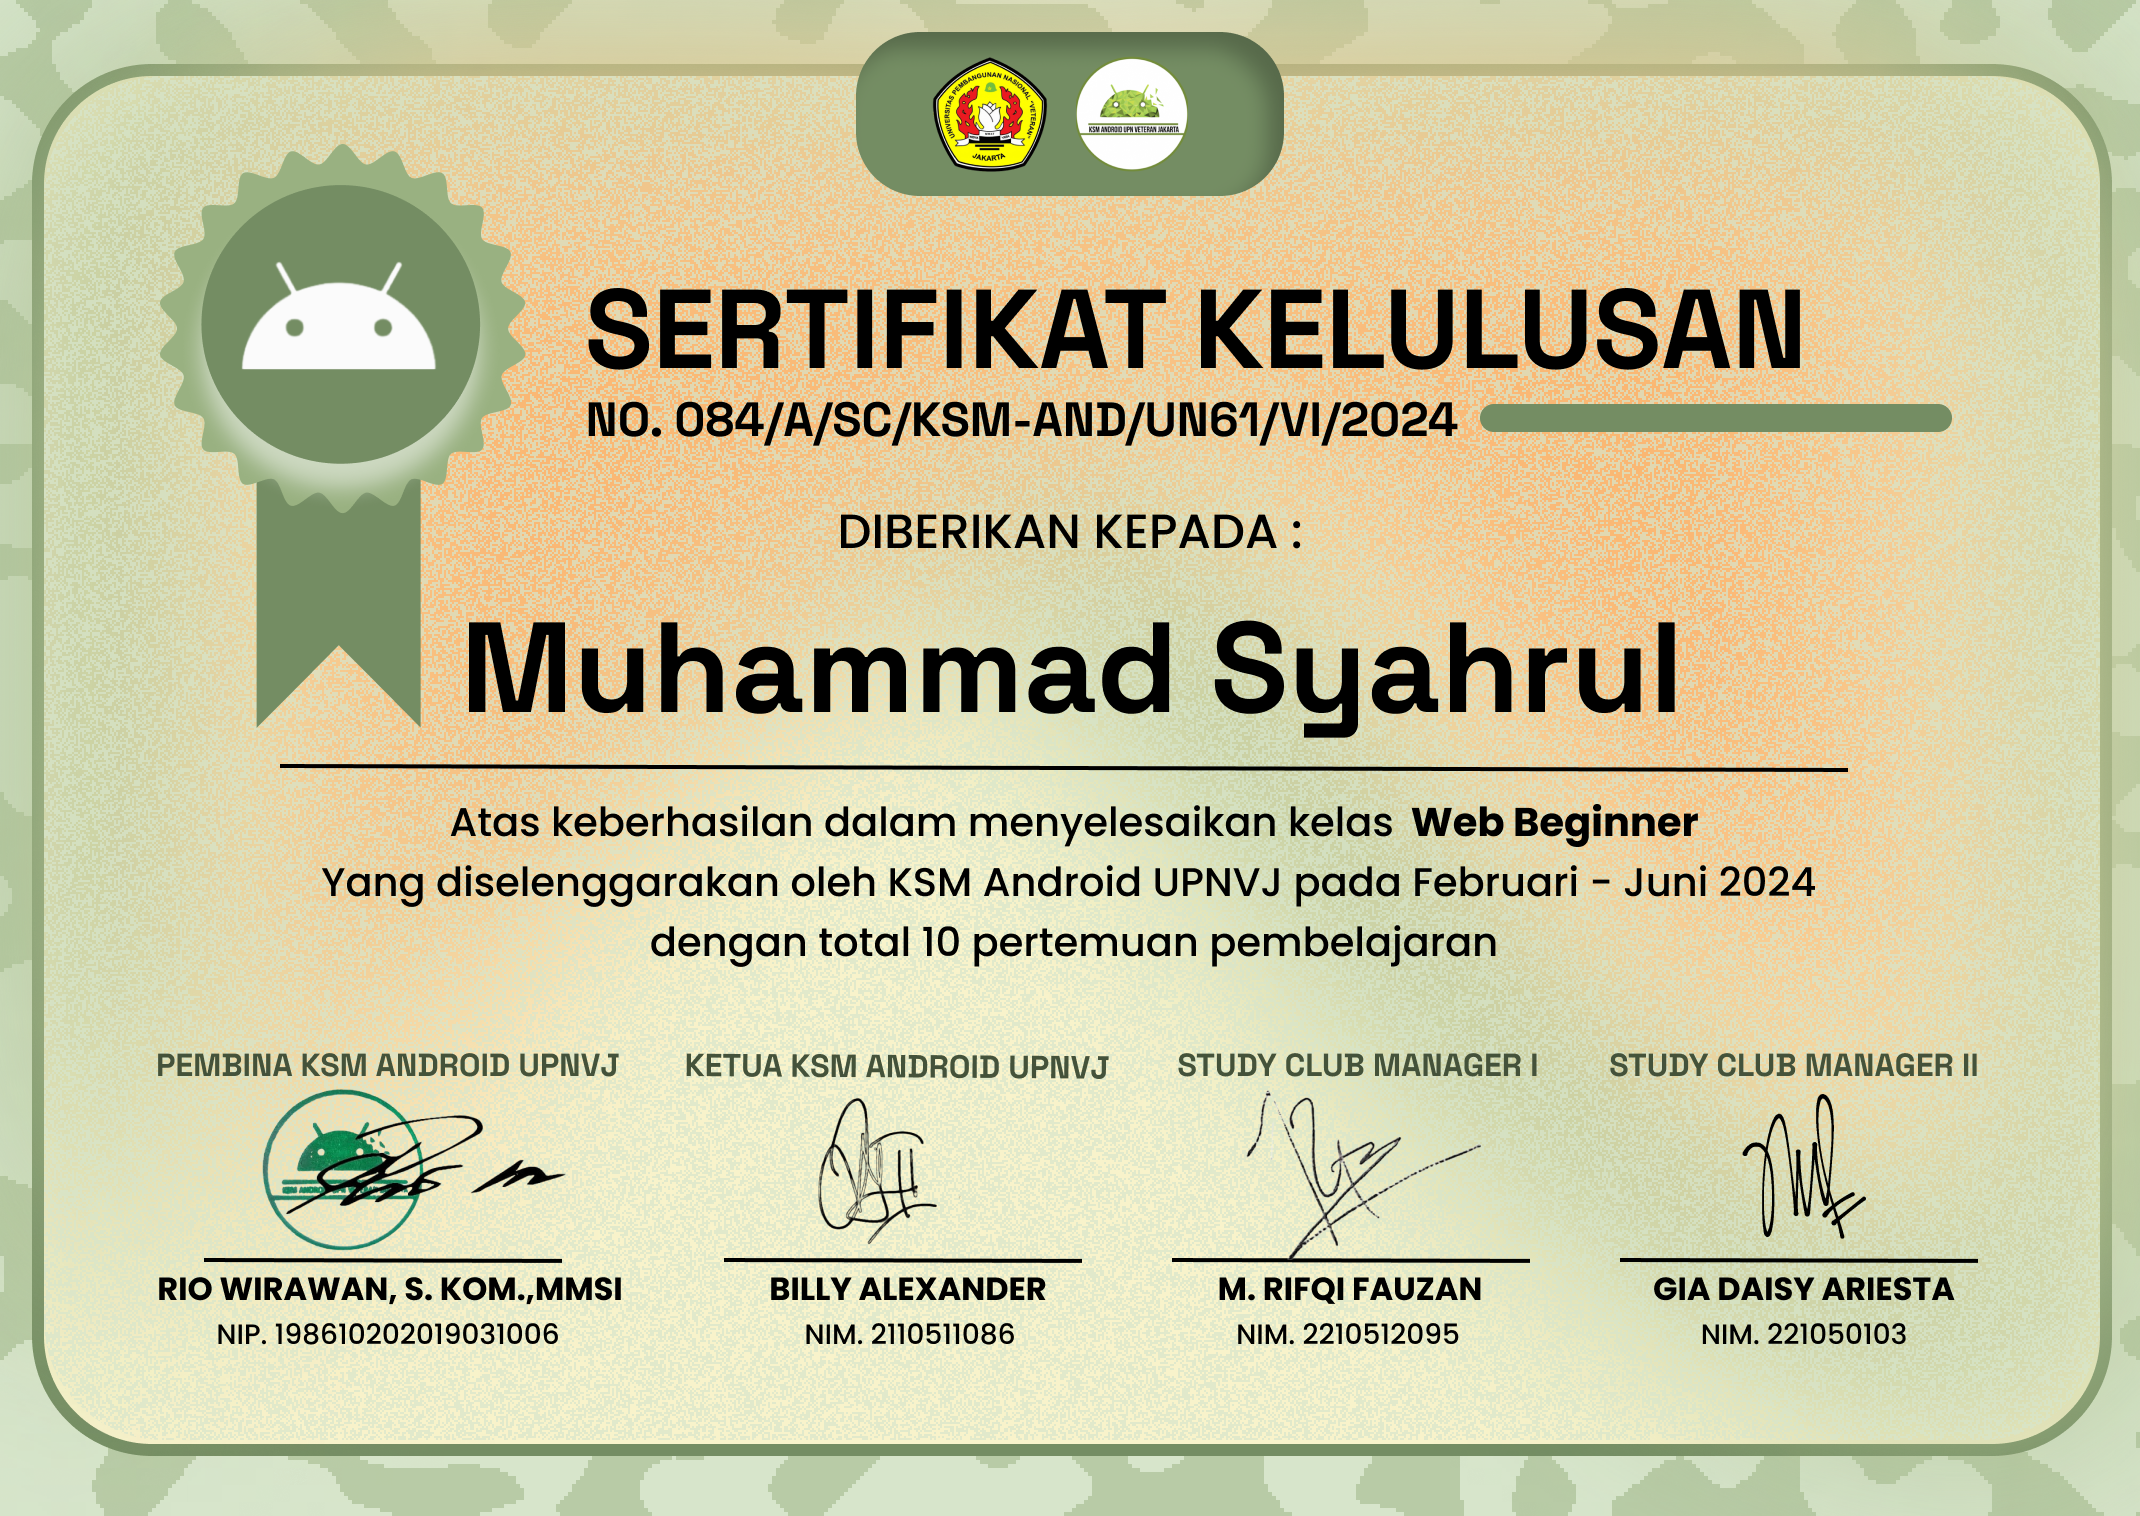 UNIVERSITAS PEMBANGUNAN NASIONAL "VETERAN"
JAKARTA
KSM ANDROID UPN VETERAN JAKARTA
SERTIFIKAT KELULUSAN
NO. 084/A/SC/KSM-AND/UN61/VI/2024
DIBERIKAN KEPADA :
Muhammad Syahrul
Atas keberhasilan dalam menyelesaikan kelas Web Beginner
Yang diselenggarakan oleh KSM Android UPNVJ pada Februari - Juni 2024
dengan total 10 pertemuan pembelajaran
PEMBINA KSM ANDROID UPNVJ
KETUA KSM ANDROID UPNVJ
STUDY CLUB MANAGER I
STUDY CLUB MANAGER II
RIO WIRAWAN, S. KOM.,MMSI
BILLY ALEXANDER
M. RIFQI FAUZAN
GIA DAISY ARIESTA
NIP. 198610202019031006
NIM. 2110511086
NIM. 2210512095
NIM. 221050103